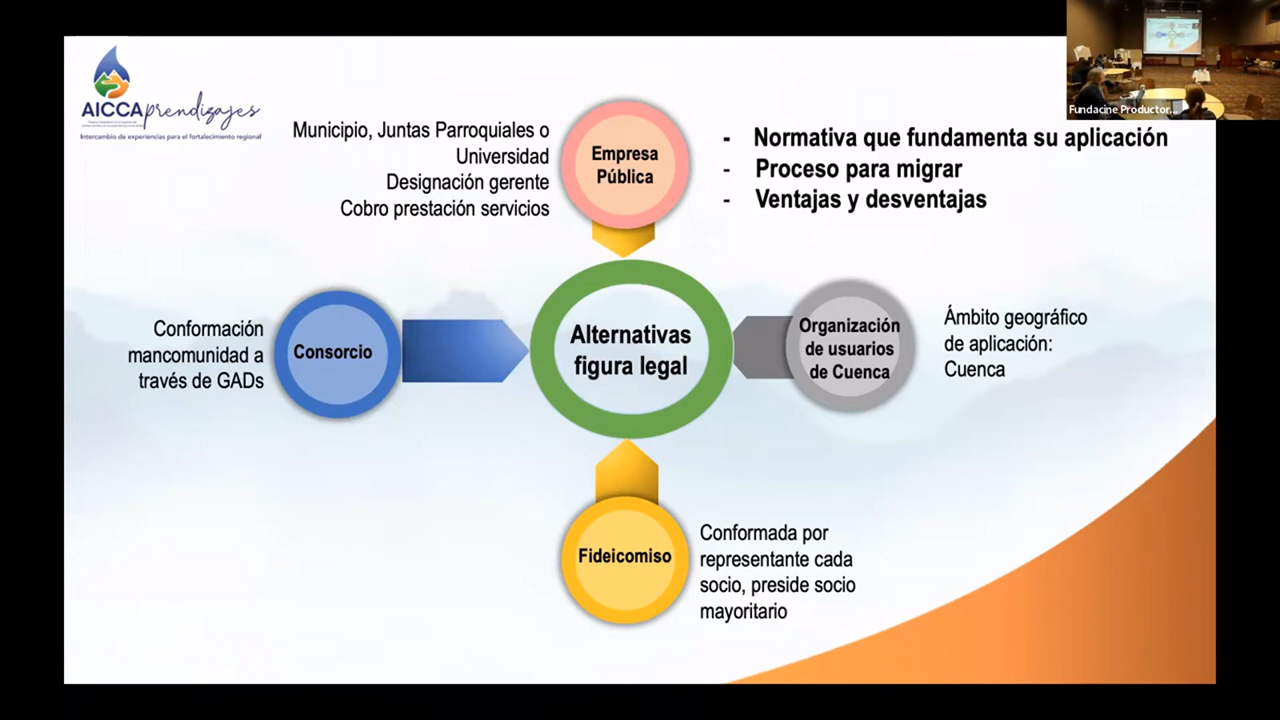 AICCAprendizajes
Intercambio de experiencias para el fortalecimiento regional
Fundacine Productor...
Municipio, Juntas Parroquiales o
Universidad
Designación gerente
Cobro prestación servicios
Empresa
Pública
- Normativa que fundamenta su aplicación
- Proceso para migrar
- Ventajas y desventajas
Conformación
mancomunidad a
través de GADs
Consorcio
Alternativas
figura legal
Organización
de usuarios
de Cuenca
Ámbito geográfico
de aplicación:
Cuenca
Fideicomiso
Conformada por
representante cada
socio, preside socio
mayoritario